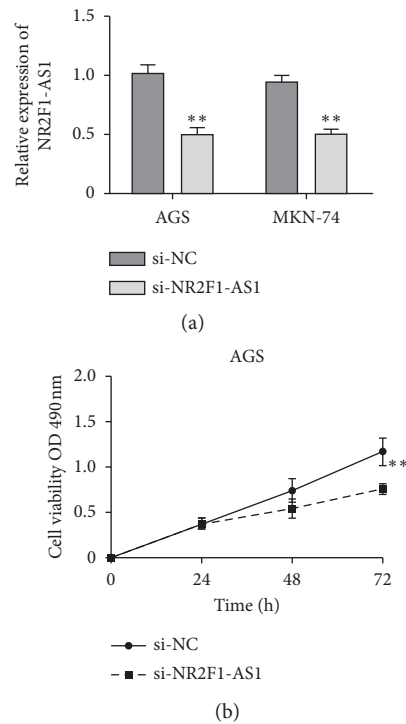 Relative expression of
NR2F1-AS1
1.5
1.0
0.5
0
**
**
AGS
MKN-74
si-NC
si-NR2F1-AS1
(a)
AGS
Cell viability OD 490 nm
2.0
1.5
1.0
0.5
0
**
0
24
48
72
Time (h)
si-NC
si-NR2F1-AS1
(b)